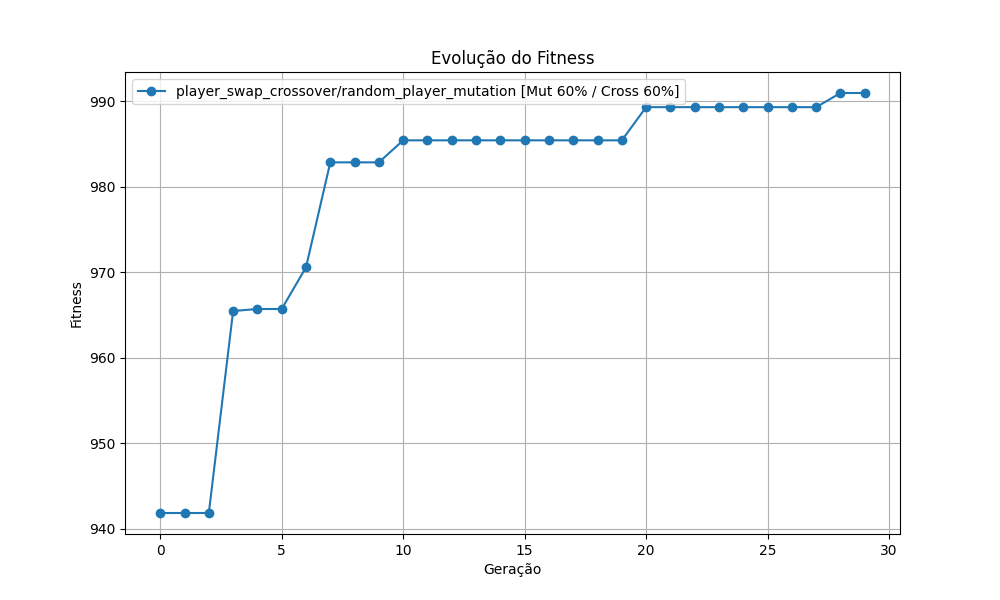 Evolução do Fitness
player_swap_crossover/random_player_mutation [Mut 60% / Cross 60%]
Fitness
990
980
970
960
950
940
0 5 10 15 20 25 30
Geração